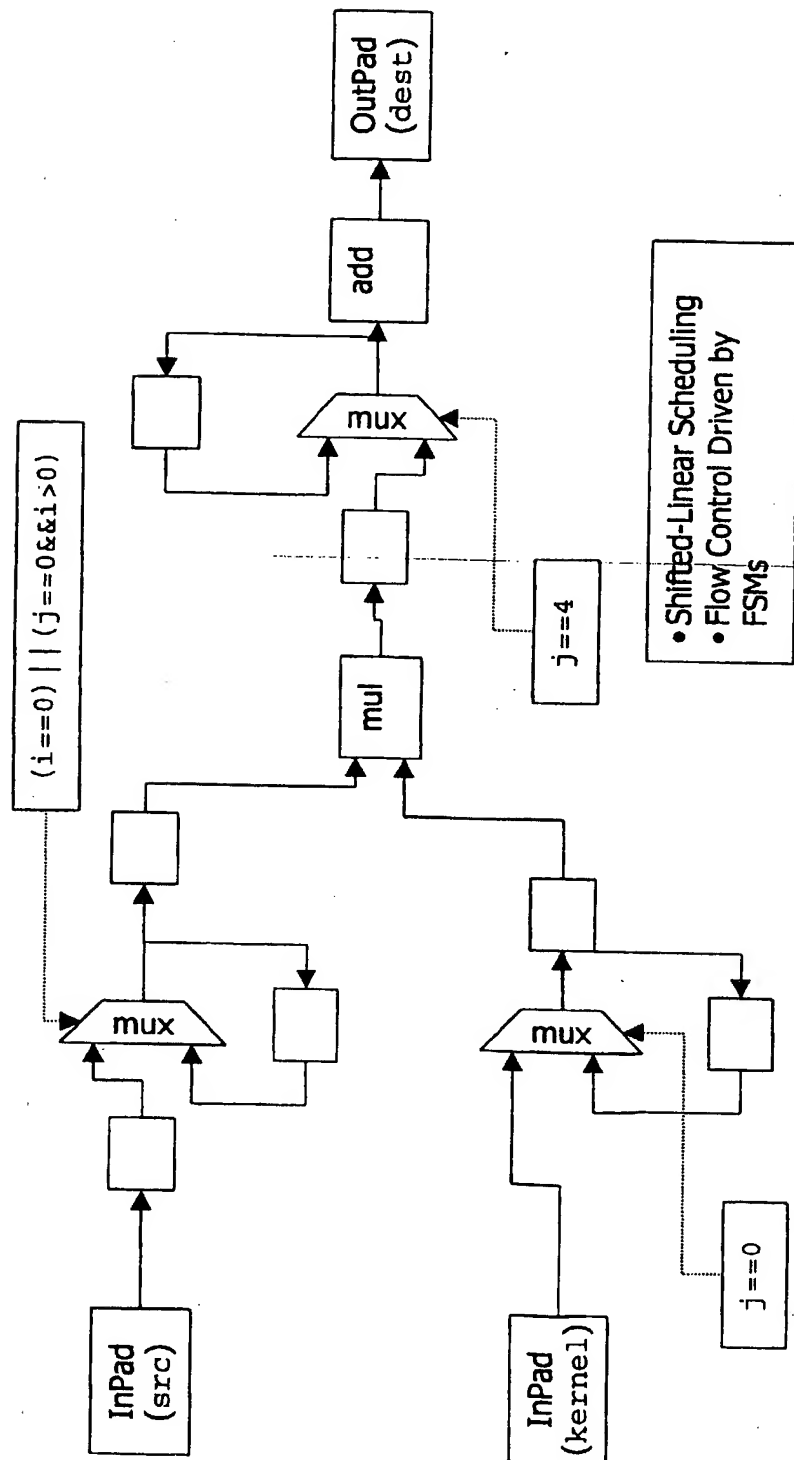 InPad
(src)
mux
(i==0)||(j==0&&i>0)
InPad
(kernel)
mux
j==0
mul
j==4
mux
add
OutPad
(dest)
• Shifted-Linear Scheduling
• Flow Control Driven by
FSMs